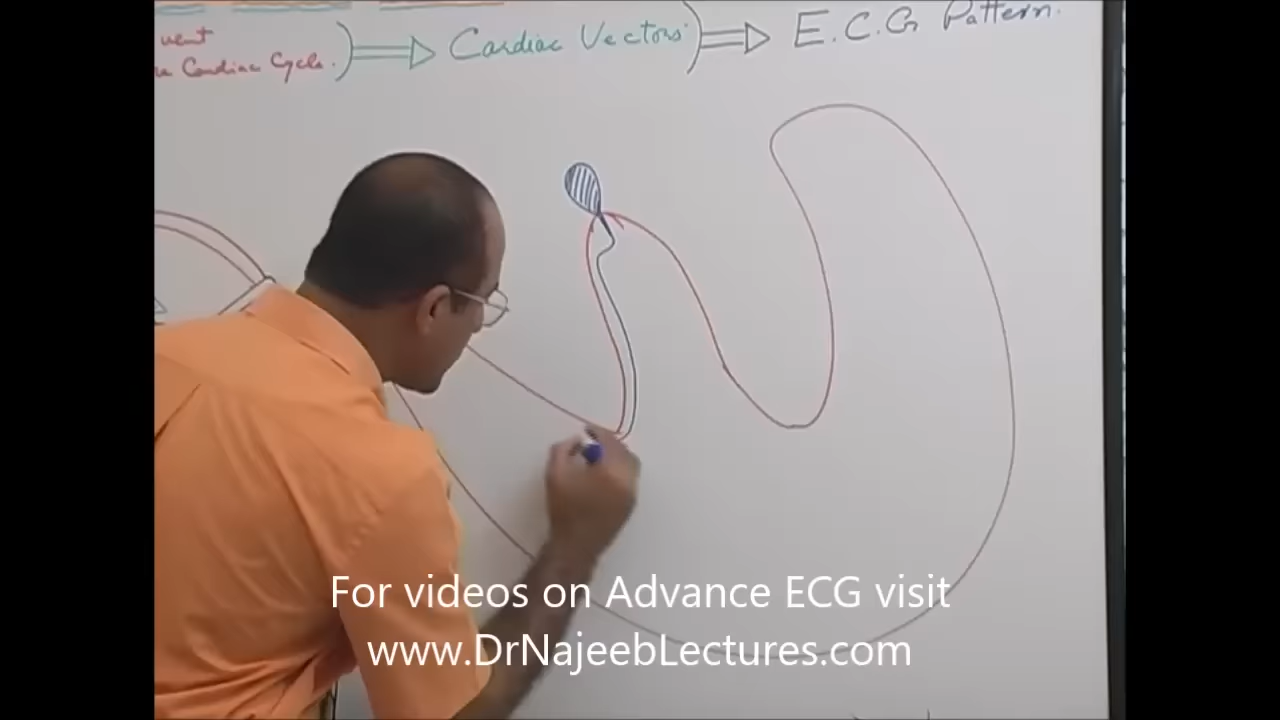 vent
Cardiac Cycle.
Cardiac Vectors
E.C.G Pattern.
For videos on Advance ECG visit
www.DrNajeebLectures.com